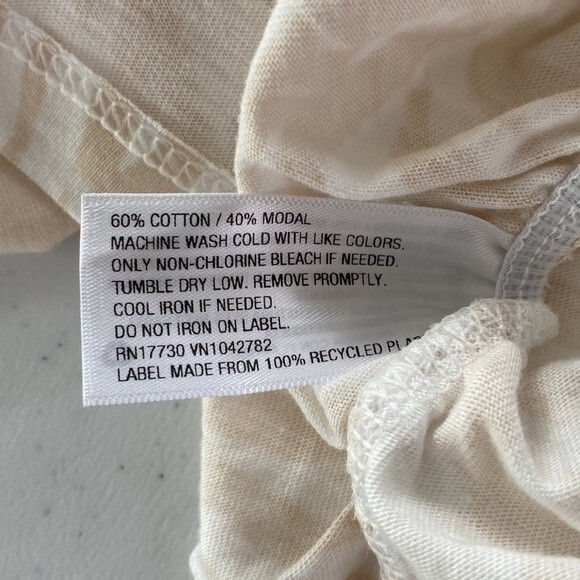 60% COTTON / 40% MODAL
MACHINE WASH COLD WITH LIKE COLORS.
ONLY NON-CHLORINE BLEACH IF NEEDED.
TUMBLE DRY LOW. REMOVE PROMPTLY.
COOL IRON IF NEEDED.
DO NOT IRON ON LABEL.
RN17730 VN1042782
LABEL MADE FROM 100% RECYCLED